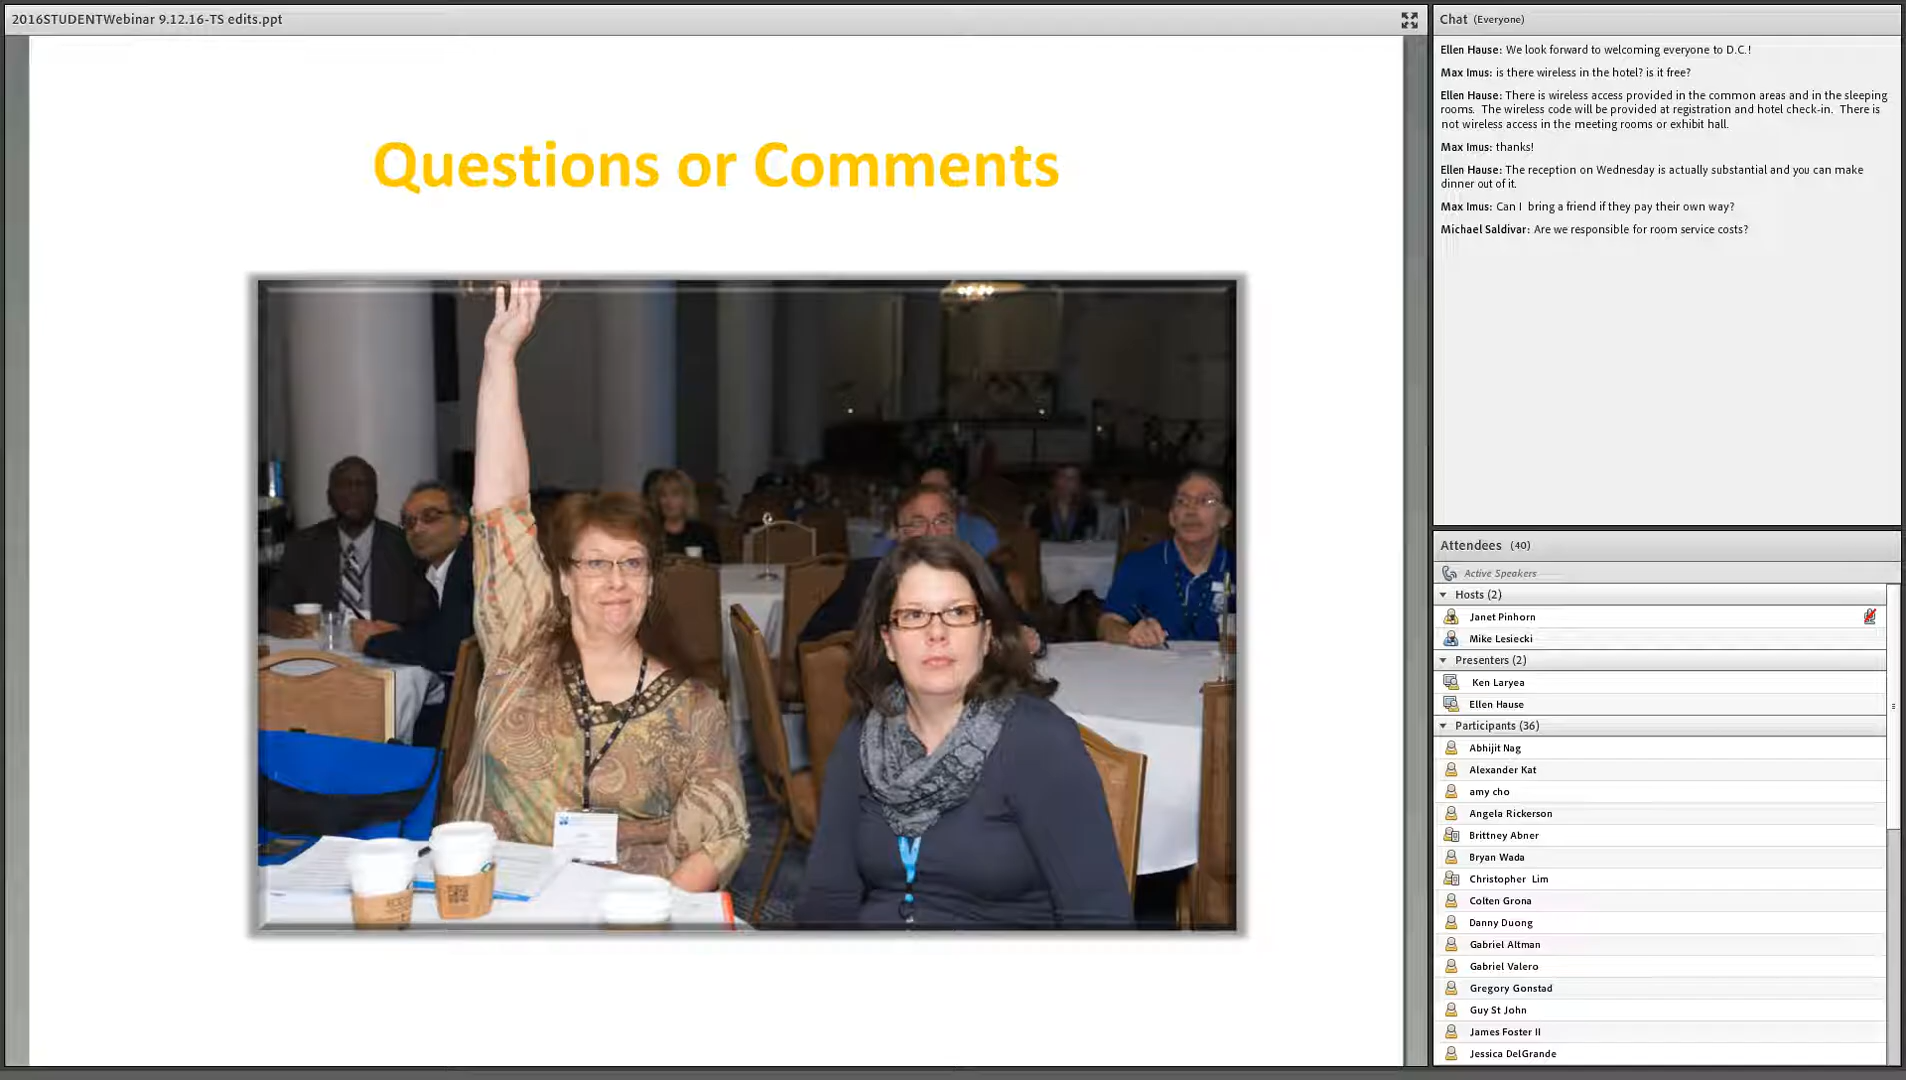 2016STUDENTWebinar 9.12.16-TS edits.ppt
Questions or Comments
Chat (Everyone)
Ellen Hause: We look forward to welcoming everyone to D.C.!
Max Imus: is there wireless in the hotel? is it free?
Ellen Hause: There is wireless access provided in the common areas and in the sleeping
rooms.  The wireless code will be provided at registration and hotel check-in.  There is
not wireless access in the meeting rooms or exhibit hall.
Max Imus: thanks!
Ellen Hause: The reception on Wednesday is actually substantial and you can make
dinner out of it.
Max Imus: Can I  bring a friend if they pay their own way?
Michael Saldivar: Are we responsible for room service costs?
Attendees (40)
Active Speakers
Hosts (2)
Janet Pinhorn
Mike Lesiecki
Presenters (2)
Ken Laryea
Ellen Hause
Participants (36)
Abhijit Nag
Alexander Kat
amy cho
Angela Rickerson
Brittney Abner
Bryan Wada
Christopher  Lim
Colten Grona
Danny Duong
Gabriel Altman
Gabriel Valero
Gregory Gonstad
Guy St John
James Foster II
Jessica DelGrande